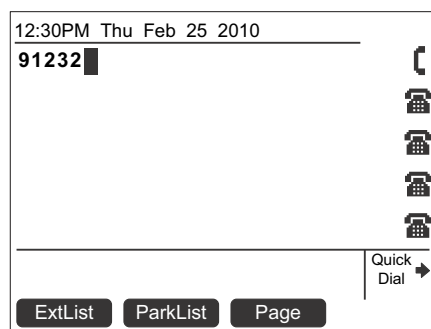 12:30PM Thu Feb 25 2010
91232
Quick
Dial
ExtList ParkList Page